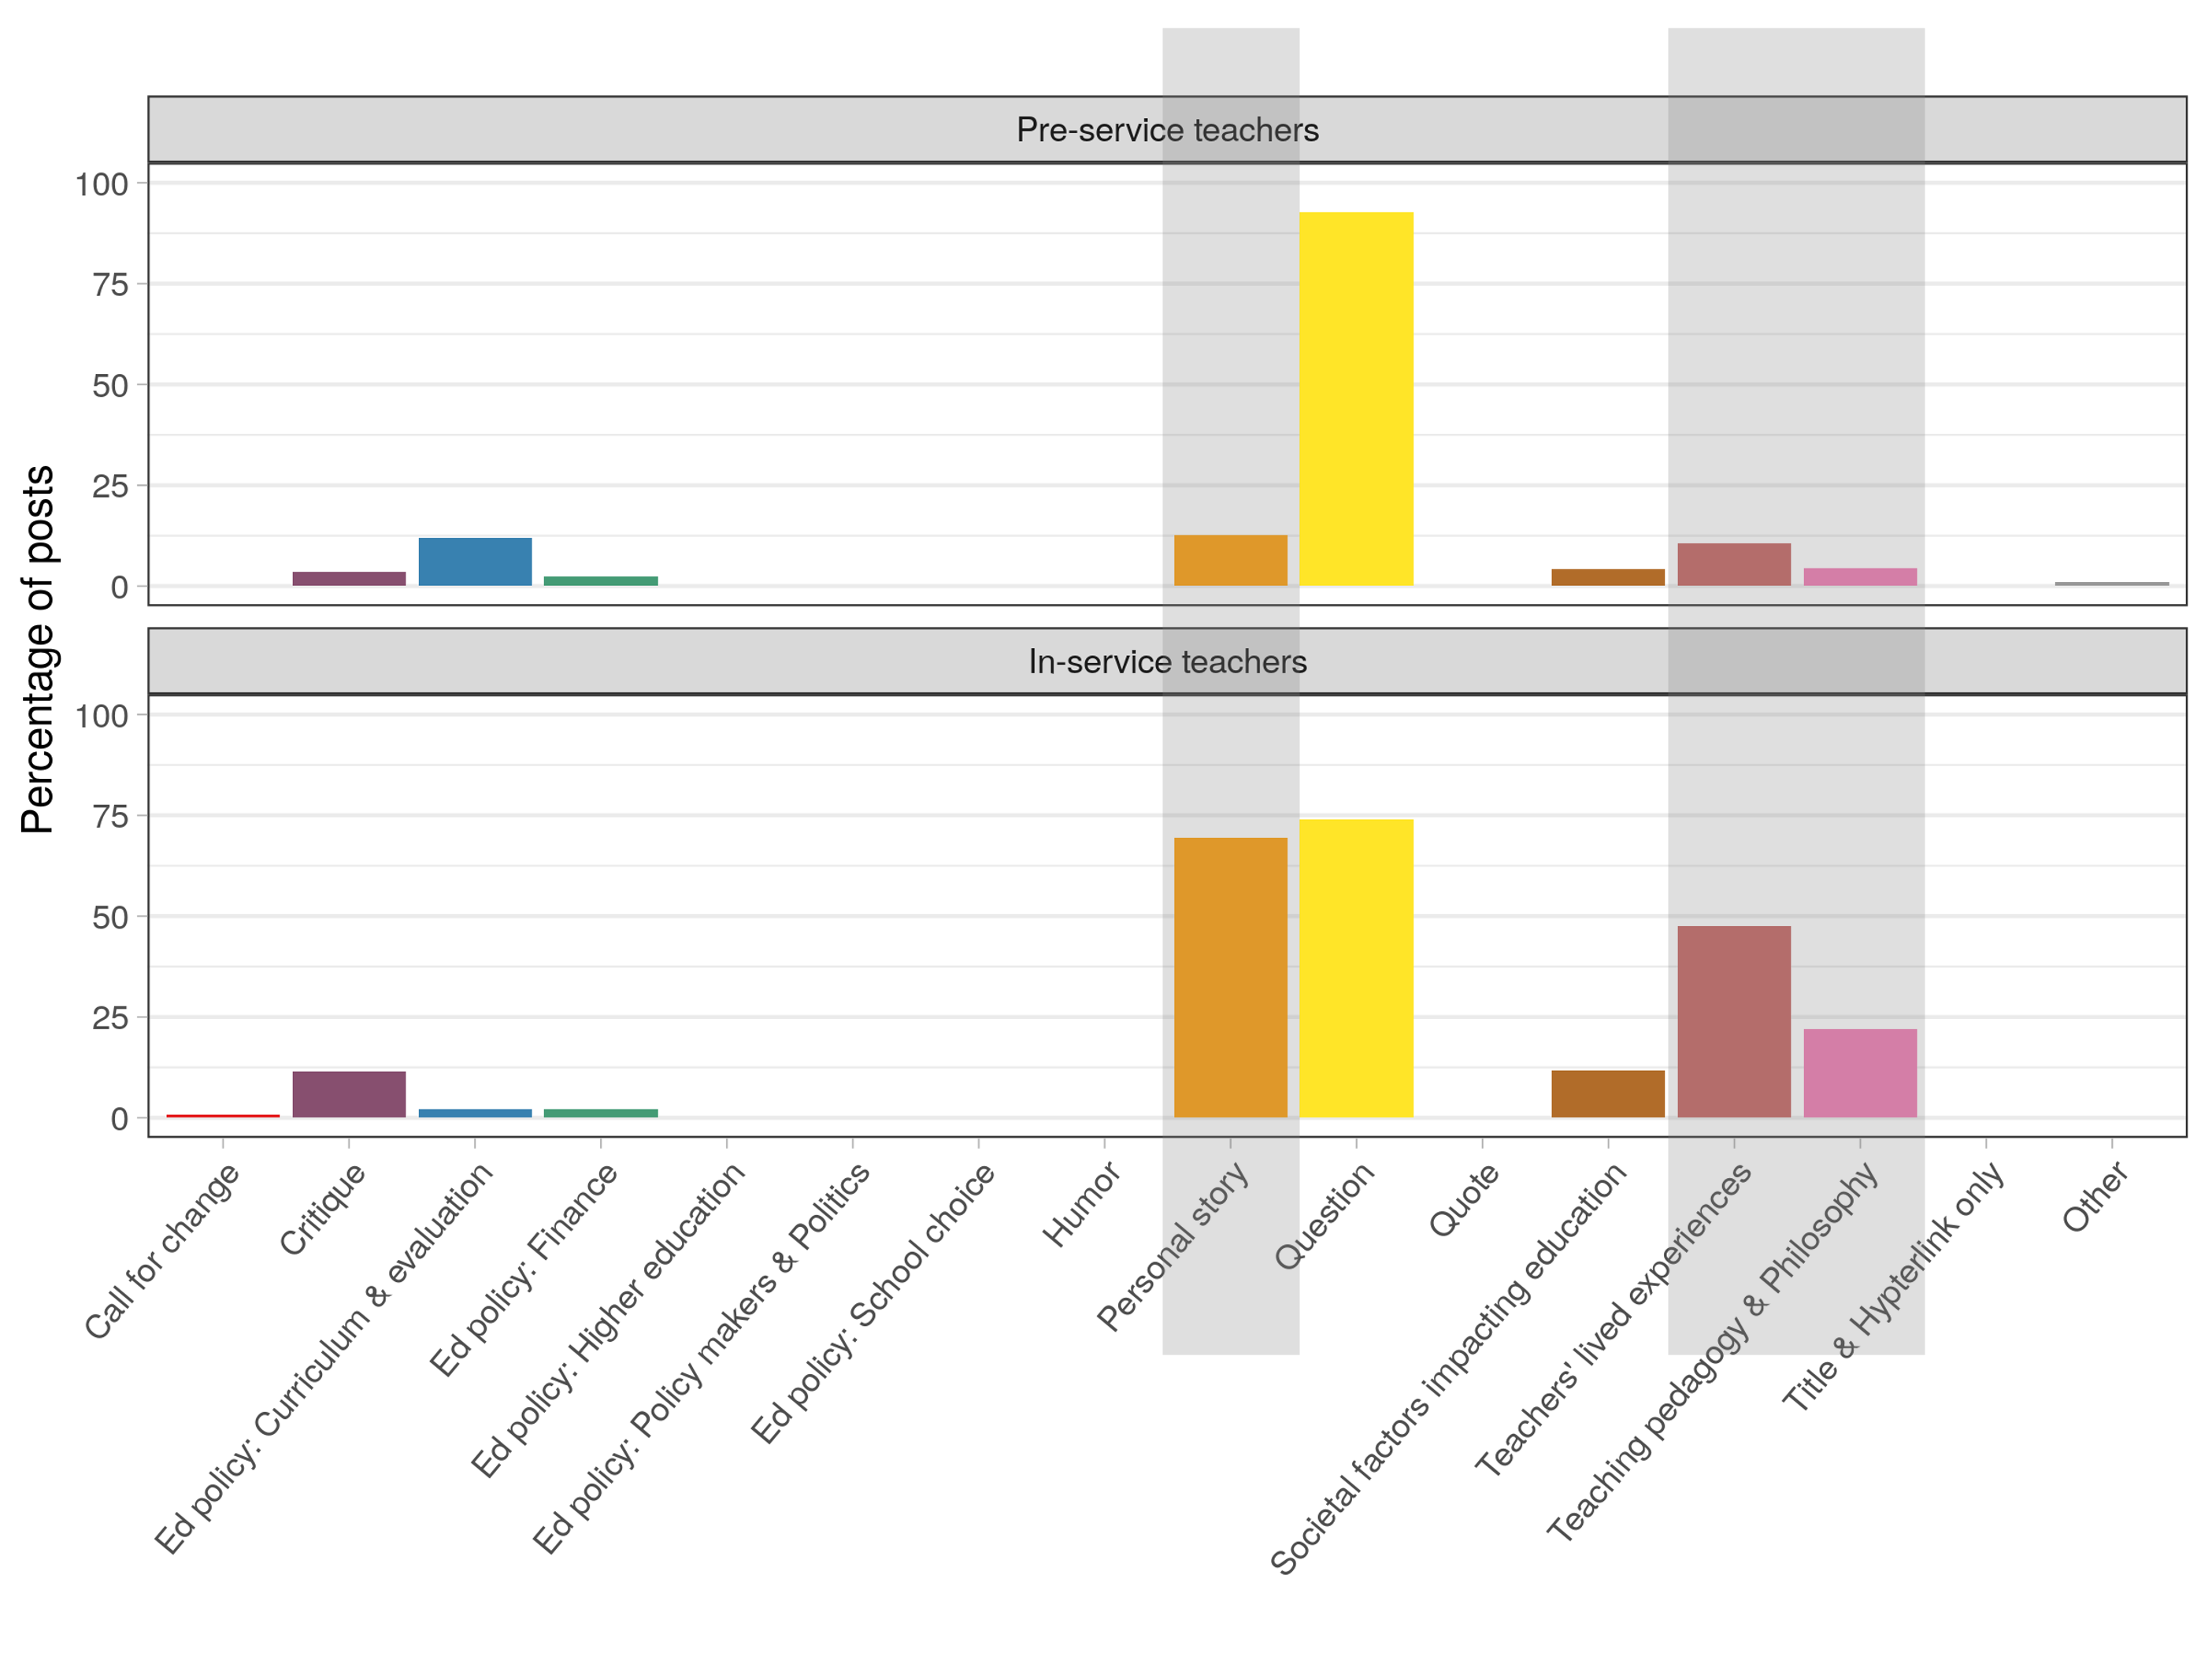 Pre-service teachers
100
75
50
25
0
Percentage of posts
In-service teachers
100
75
50
25
0
Call for change
Critique
Ed policy: Curriculum & evaluation
Ed policy: Finance
Ed policy: Higher education
Ed policy: Policy makers & Politics
Ed policy: School choice
Humor
Personal story
Question
Quote
Societal factors impacting education
Teachers' lived experiences
Teaching pedagogy & Philosophy
Title & Hypterlink only
Other